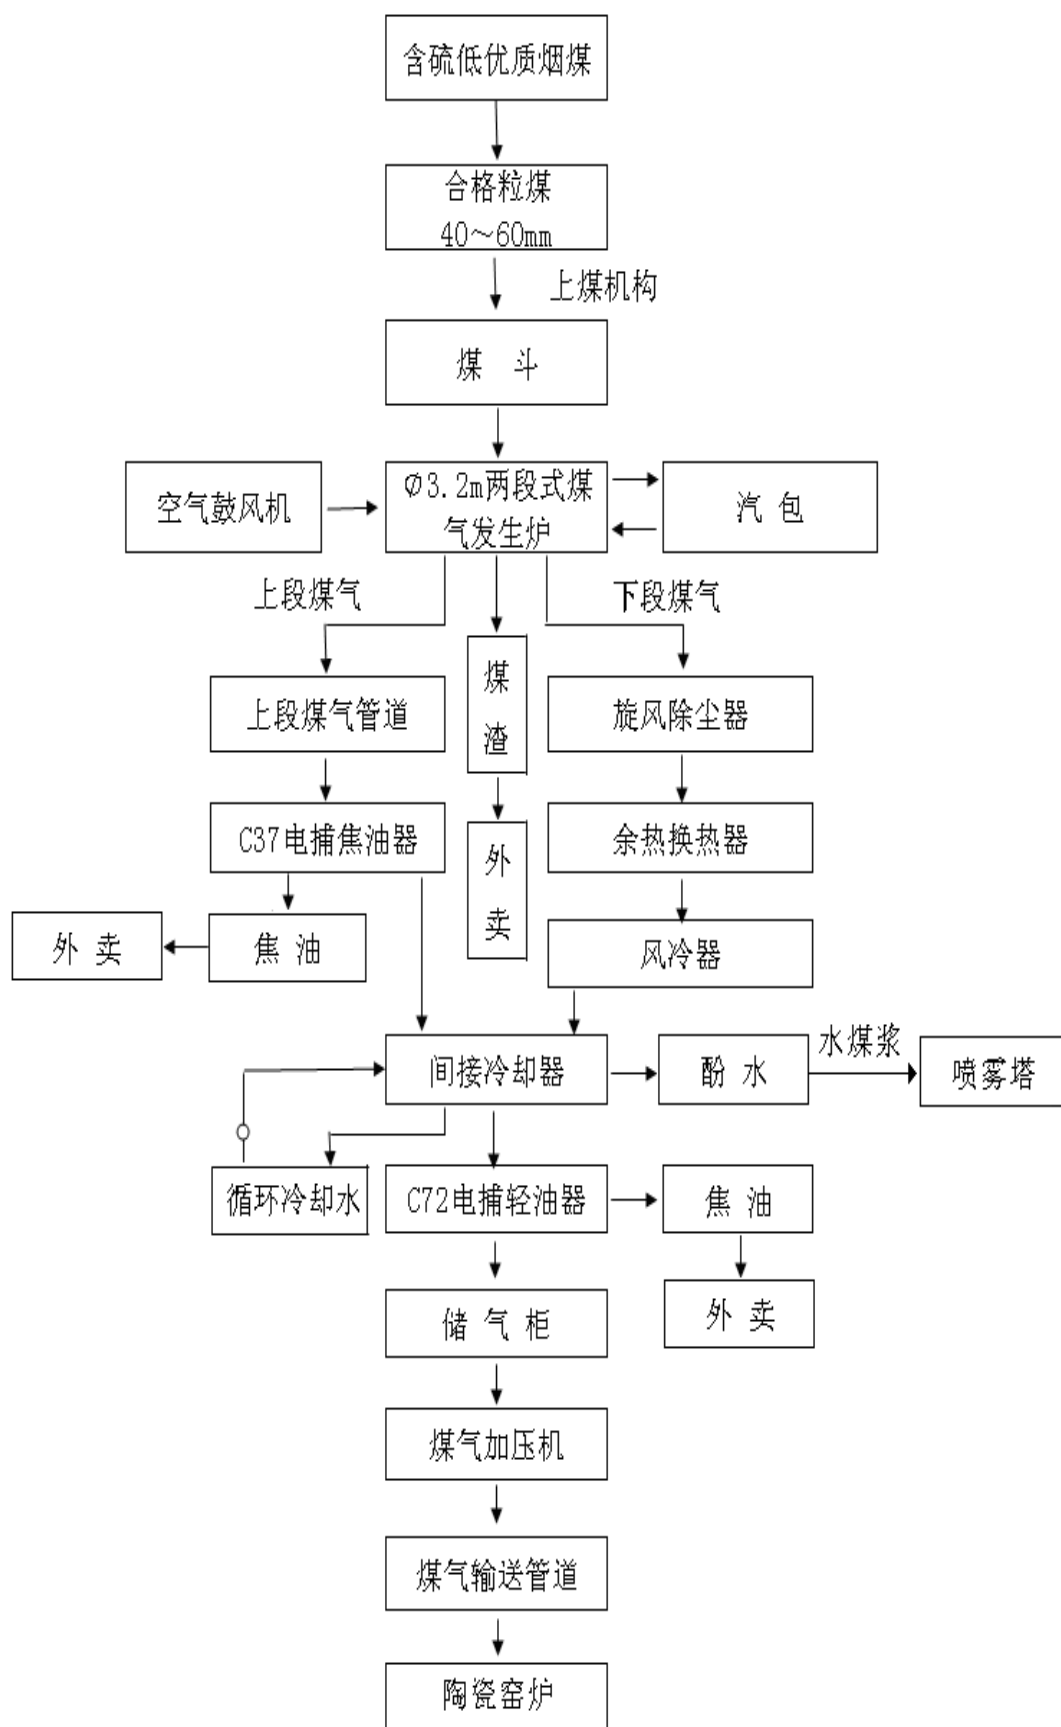 含硫低优质烟煤
合格粒煤
40～60mm
上煤机构
煤 斗
空气鼓风机
Φ3.2m两段式煤
气发生炉
汽 包
上段煤气
下段煤气
上段煤气管道
煤
渣
旋风除尘器
C37电捕焦油器
外
卖
余热换热器
外 卖
焦 油
风冷器
间接冷却器
酚 水
水煤浆
喷雾塔
循环冷却水
C72电捕轻油器
焦 油
储 气 柜
外 卖
煤气加压机
煤气输送管道
陶瓷窑炉